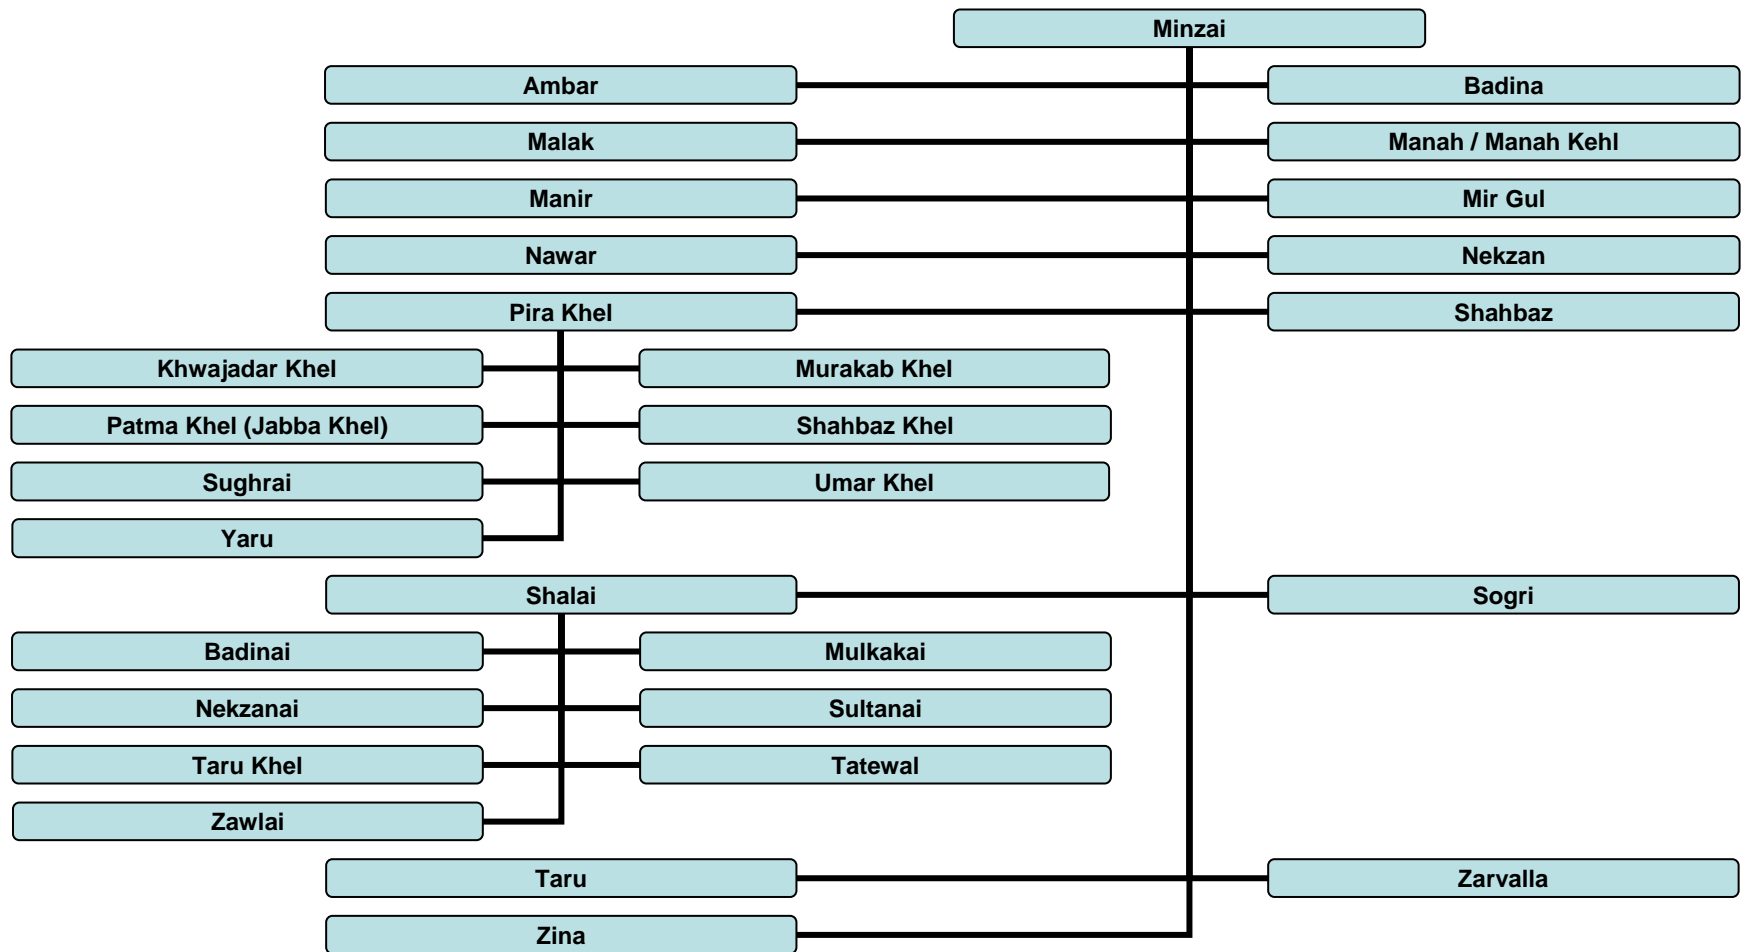 Minzai
Ambar
Badina
Malak
Manah / Manah Kehl
Manir
Mir Gul
Nawar
Nekzan
Pira Khel
Shahbaz
Khwajadar Khel
Murakab Khel
Patma Khel (Jabba Khel)
Shahbaz Khel
Sughrai
Umar Khel
Yaru
Shalai
Sogri
Badinai
Mulkakai
Nekzanai
Sultanai
Taru Khel
Tatewal
Zawlai
Taru
Zarvalla
Zina